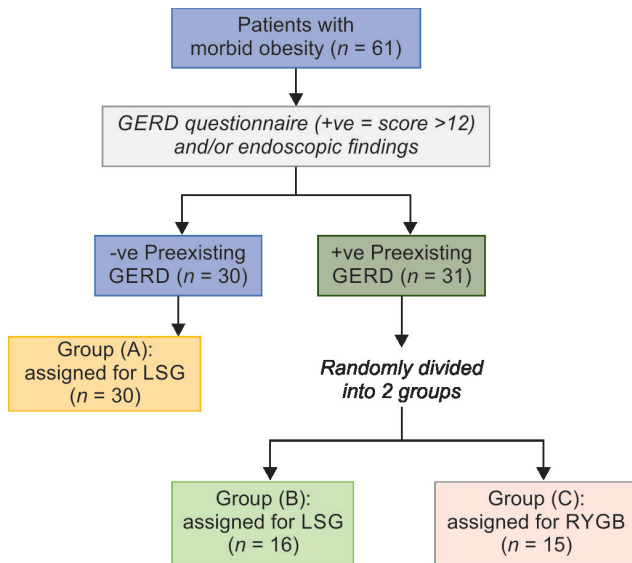 Patients with
morbid obesity (n = 61)
GERD questionnaire (+ve = score >12)
and/or endoscopic findings
-ve Preexisting
GERD (n = 30)
+ve Preexisting
GERD (n = 31)
Group (A):
assigned for LSG
(n = 30)
Randomly divided
into 2 groups
Group (B):
assigned for LSG
(n = 16)
Group (C):
assigned for RYGB
(n = 15)